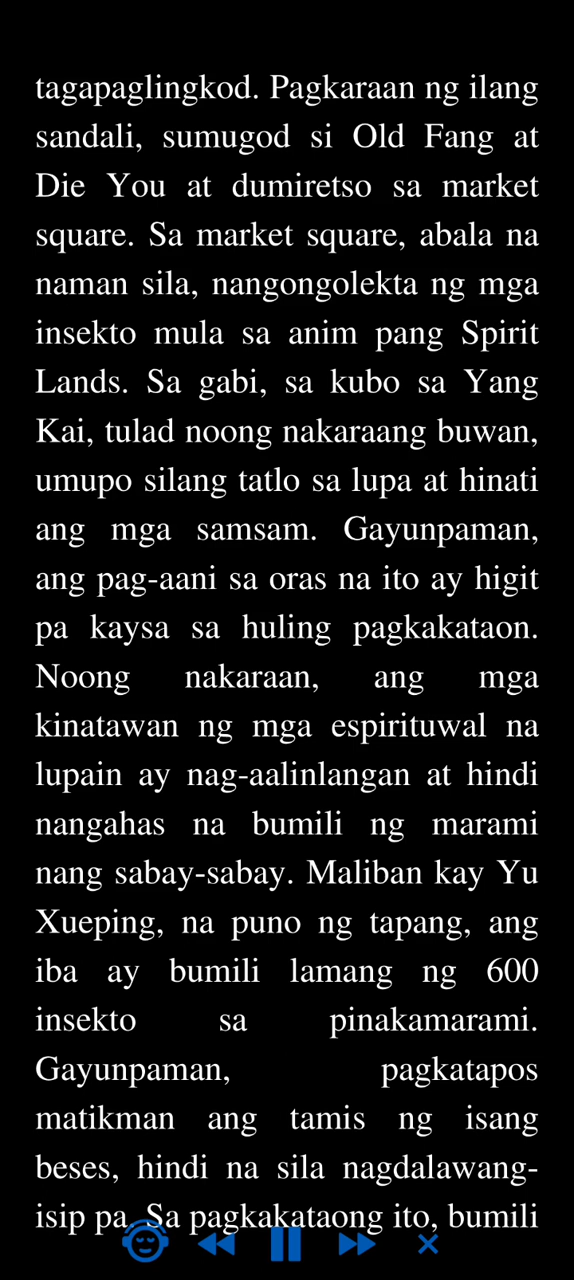 tagapaglingkod. Pagkaraan ng ilang
sandali, sumugod si Old Fang at
Die You at dumiretso sa market
square. Sa market square, abala na
naman sila, nangongolekta ng mga
insekto mula sa anim pang Spirit
Lands. Sa gabi, sa kubo sa Yang
Kai, tulad noong nakaraang buwan,
umupo silang tatlo sa lupa at hinati
ang mga samsam. Gayunpaman,
ang pag-aani sa oras na ito ay higit
pa kaysa sa huling pagkakataon.
Noong nakaraan, ang mga
kinatawan ng mga espirituwal na
lupain ay nag-aalinlangan at hindi
nangahas na bumili ng marami
nang sabay-sabay. Maliban kay Yu
Xueping, na puno ng tapang, ang
iba ay bumili lamang ng 600
insekto sa pinakamarami.
Gayunpaman, pagkatapos
matikman ang tamis ng isang
beses, hindi na sila nagdalawang-
isip pa. Sa pagkakataong ito, bumili